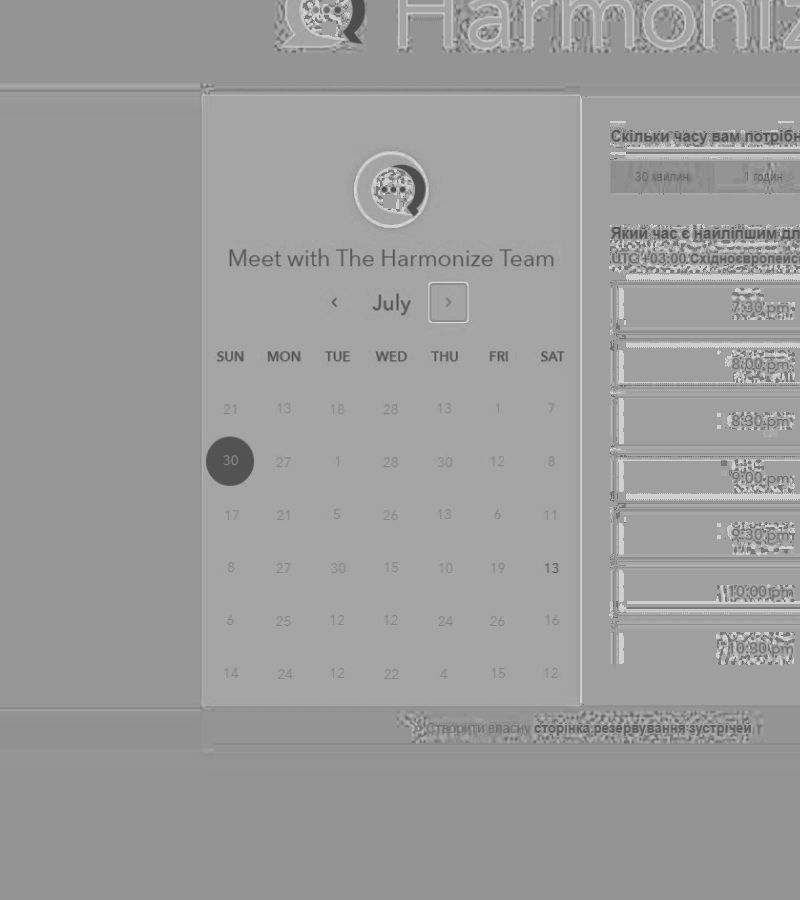 Harmoniz
Meet with The Harmonize Team
July
SUN MON TUE WED THU FRI SAT
21 13 18 28 13 1 7
30 27 1 28 30 12 8
17 21 5 26 13 6 11
8 27 30 15 10 19 13
6 25 12 12 24 26 16
14 24 12 22 4 15 12
Скільки часу вам потрібн
30 хвилин 1 годин
Який час є найліпшим дл
UTC +03:00 Східноєвропейс
7:30 pm
8:00 pm
8:30 pm
9:00 pm
9:30 pm
10:00 pm
10:30 pm
Створити власну сторінка резервування зустрічей